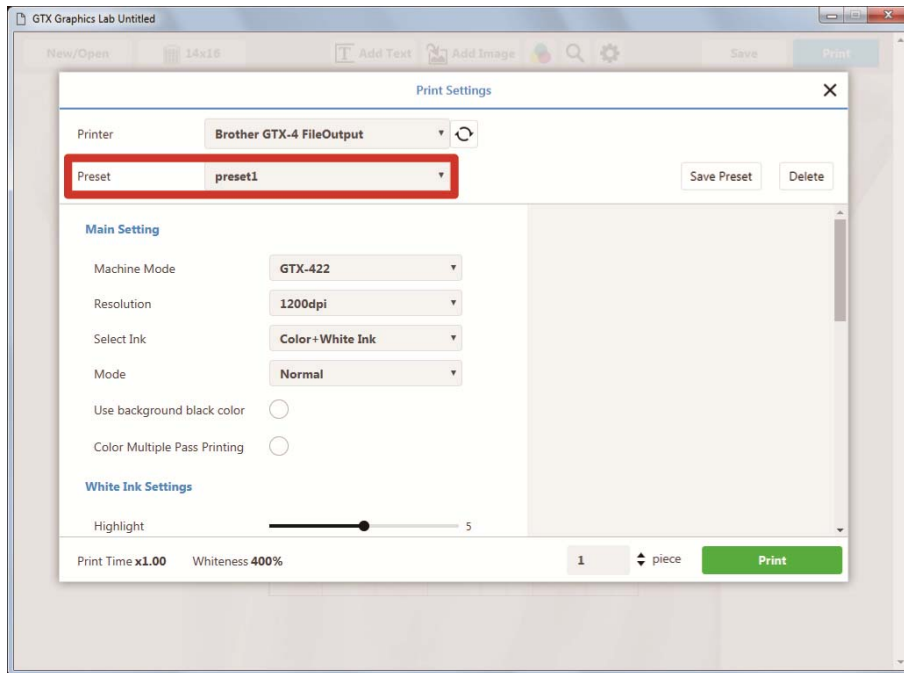 GTX Graphics Lab Untitled
New/Open 14x16 Add Text Add Image Save Print
Print Settings
Printer Brother GTX-4 FileOutput
Preset preset1 Save Preset Delete
Main Setting
Machine Mode GTX-422
Resolution 1200dpi
Select Ink Color+White Ink
Mode Normal
Use background black color
Color Multiple Pass Printing
White Ink Settings
Highlight 5
Print Time x1.00 Whiteness 400% 1 piece Print